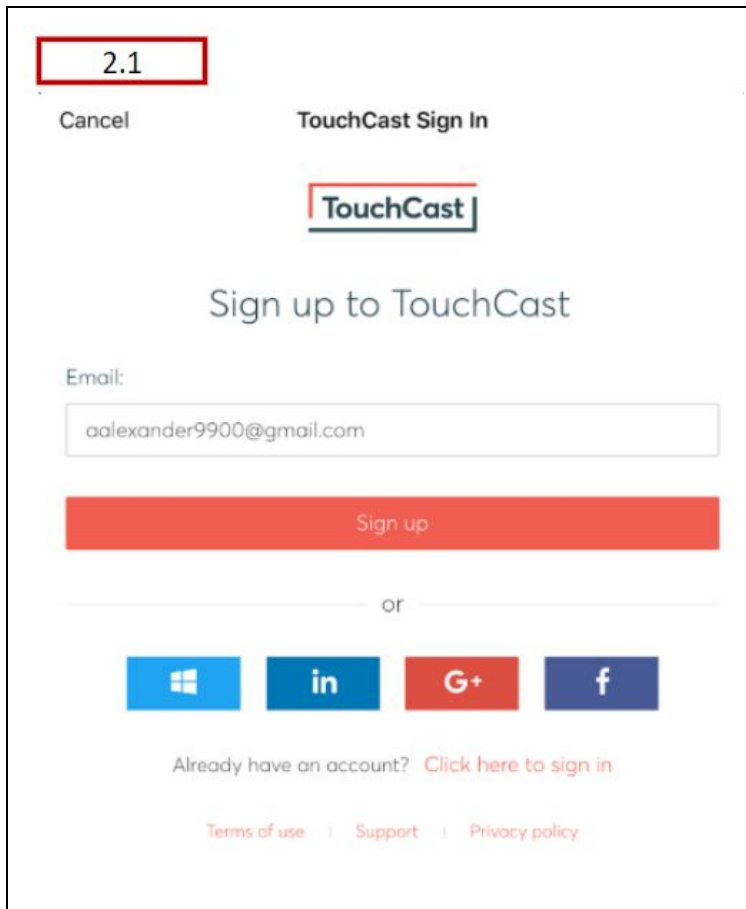 2.1
Cancel TouchCast Sign In
TouchCast
Sign up to TouchCast
Email:
aalexander9900@gmail.com
Sign up
or
in G+ f
Already have an account? Click here to sign in
Terms of use | Support | Privacy policy